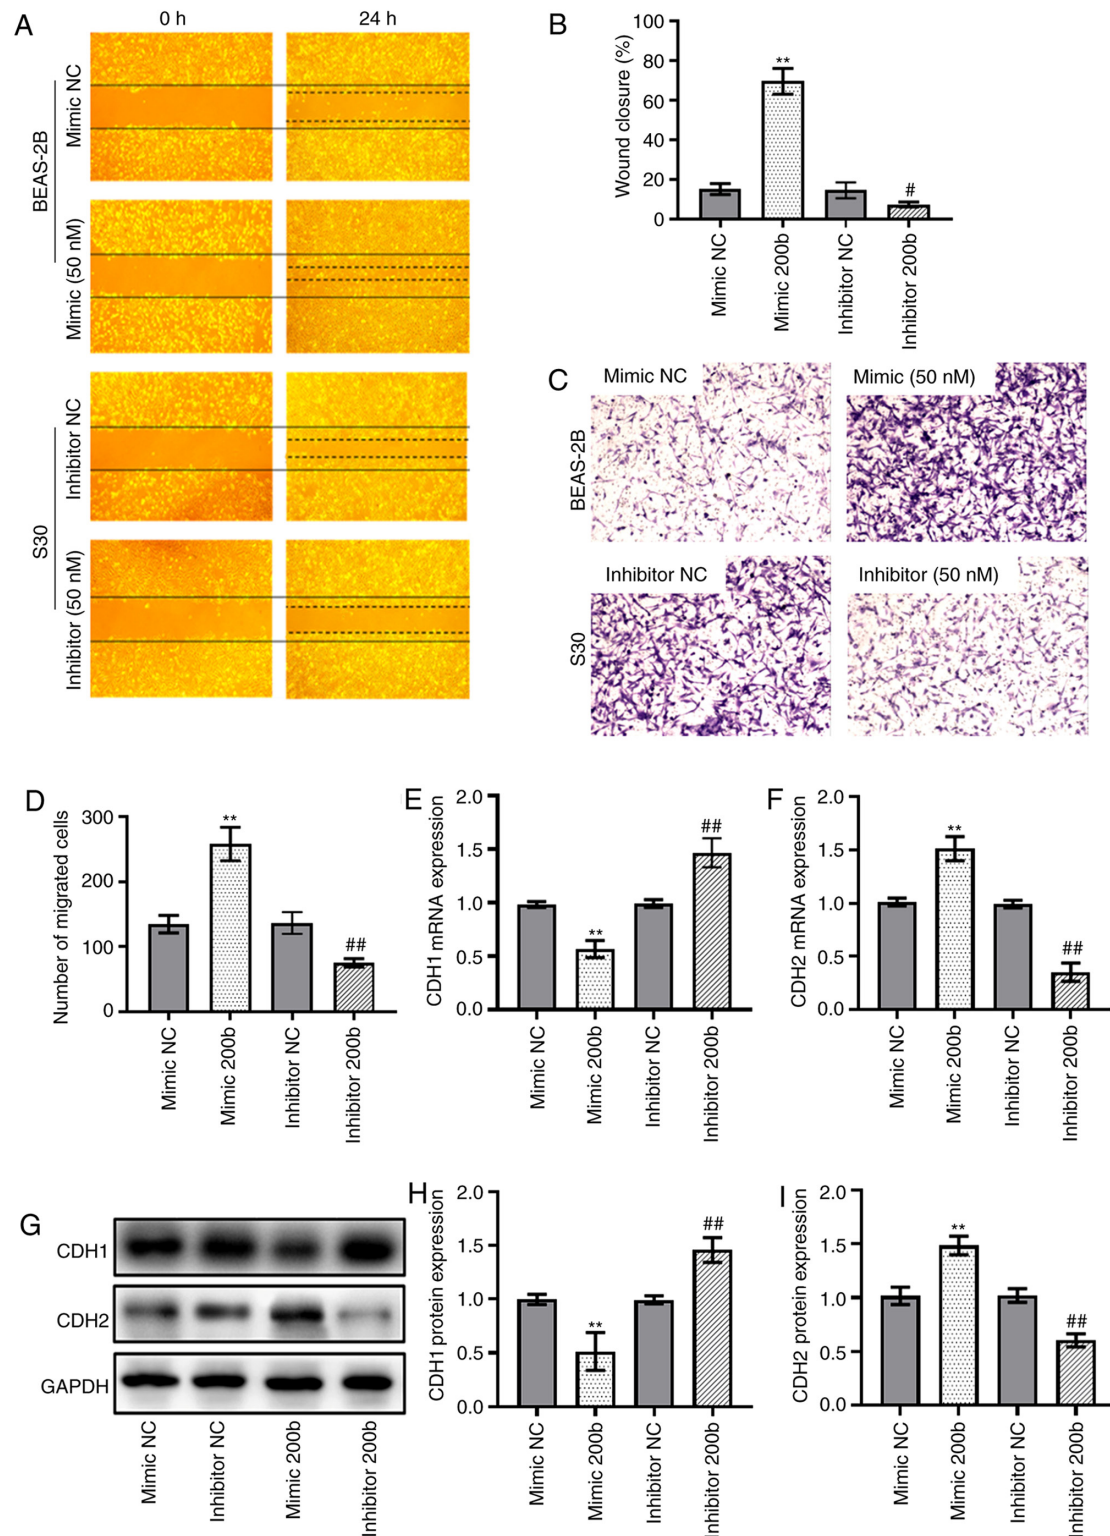 A
0 h
24 h
BEAS-2B
Mimic NC
Mimic (50 nM)
S30
Inhibitor NC
Inhibitor (50 nM)
B
Wound closure (%)
100
80
60
40
20
0
**
#
Mimic NC
Mimic 200b
Inhibitor NC
Inhibitor 200b
C
BEAS-2B
Mimic NC
Mimic (50 nM)
S30
Inhibitor NC
Inhibitor (50 nM)
D
Number of migrated cells
300
200
100
0
**
##
Mimic NC
Mimic 200b
Inhibitor NC
Inhibitor 200b
E
CDH1 mRNA expression
2.0
1.5
1.0
0.5
0.0
**
##
Mimic NC
Mimic 200b
Inhibitor NC
Inhibitor 200b
F
CDH2 mRNA expression
2.0
1.5
1.0
0.5
0.0
**
##
Mimic NC
Mimic 200b
Inhibitor NC
Inhibitor 200b
G
CDH1
CDH2
GAPDH
Mimic NC
Inhibitor NC
Mimic 200b
Inhibitor 200b
H
CDH1 protein expression
2.0
1.5
1.0
0.5
0.0
**
##
Mimic NC
Mimic 200b
Inhibitor NC
Inhibitor 200b
I
CDH2 protein expression
2.0
1.5
1.0
0.5
0.0
**
##
Mimic NC
Mimic 200b
Inhibitor NC
Inhibitor 200b